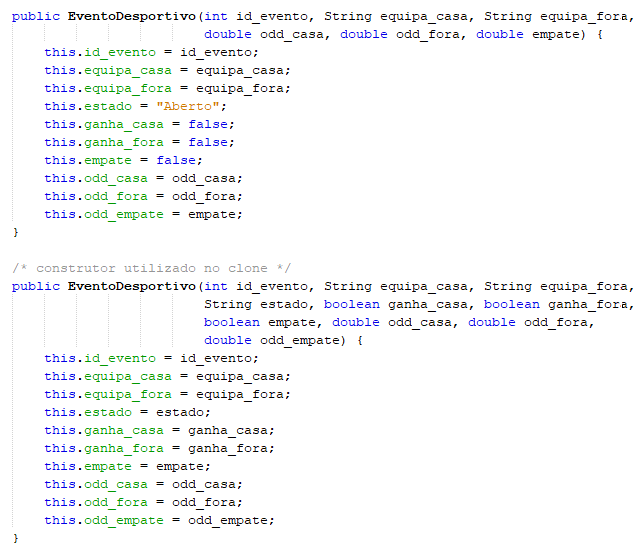 public EventoDesportivo(int id_evento, String equipa_casa, String equipa_fora,
double odd_casa, double odd_fora, double empate) {
this.id_evento = id_evento;
this.equipa_casa = equipa_casa;
this.equipa_fora = equipa_fora;
this.estado = "Aberto";
this.ganha_casa = false;
this.ganha_fora = false;
this.empate = false;
this.odd_casa = odd_casa;
this.odd_fora = odd_fora;
this.odd_empate = empate;
}
/* construtor utilizado no clone */
public EventoDesportivo(int id_evento, String equipa_casa, String equipa_fora,
String estado, boolean ganha_casa, boolean ganha_fora,
boolean empate, double odd_casa, double odd_fora,
double odd_empate) {
this.id_evento = id_evento;
this.equipa_casa = equipa_casa;
this.equipa_fora = equipa_fora;
this.estado = estado;
this.ganha_casa = ganha_casa;
this.ganha_fora = ganha_fora;
this.empate = empate;
this.odd_casa = odd_casa;
this.odd_fora = odd_fora;
this.odd_empate = odd_empate;
}